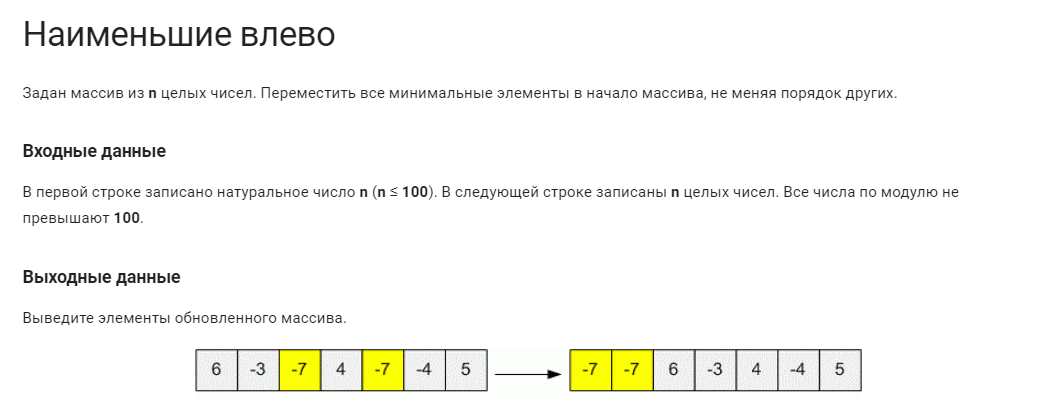 Наименьшие влево
Задан массив из n целых чисел. Переместить все минимальные элементы в начало массива, не меняя порядок других.
Входные данные
В первой строке записано натуральное число n (n ≤ 100). В следующей строке записаны n целых чисел. Все числа по модулю не
превышают 100.
Выходные данные
Выведите элементы обновленного массива.
6 -3 -7 4 -7 -4 5 -7 -7 6 -3 4 -4 5